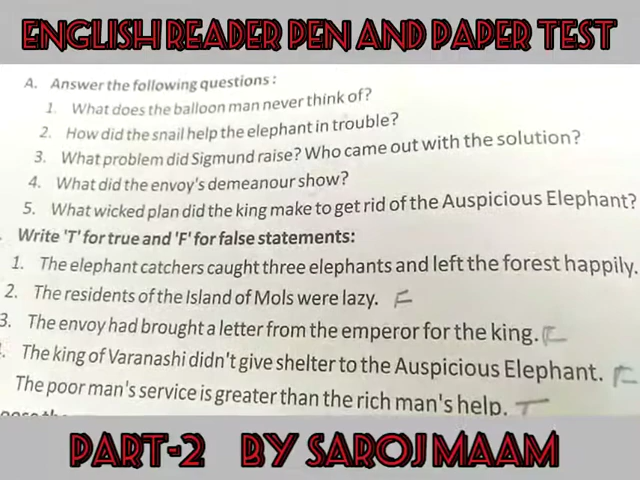 ENGLISH READER PEN AND PAPER TEST
A. Answer the following questions :
1. What does the balloon man never think of?
2. How did the snail help the elephant in trouble?
3. What problem did Sigmund raise? Who came out with the solution?
4. What did the envoy's demeanour show?
5. What wicked plan did the king make to get rid of the Auspicious Elephant?
Write 'T' for true and 'F' for false statements:
1. The elephant catchers caught three elephants and left the forest happily.
2. The residents of the Island of Mols were lazy. F
3. The envoy had brought a letter from the emperor for the king. F
The king of Varanashi didn't give shelter to the Auspicious Elephant. F
The poor man's service is greater than the rich man's help. T
PART-2 BY SAROJ MAAM